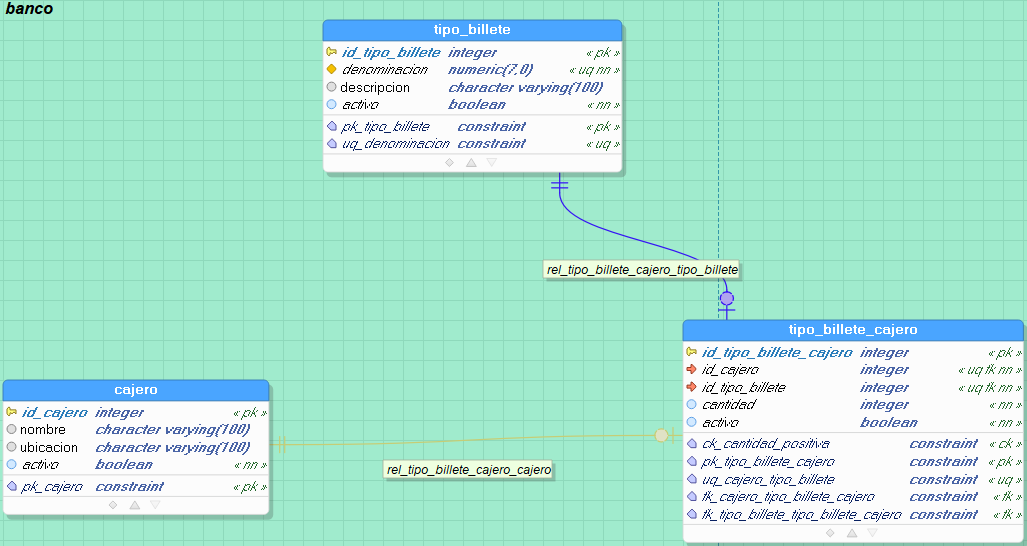 banco
tipo_billete
id_tipo_billete integer « pk »
denominacion numeric(7,0) « uq nn »
descripcion character varying(100)
activo boolean « nn »
pk_tipo_billete constraint « pk »
uq_denominacion constraint « uq »
rel_tipo_billete_cajero_tipo_billete
tipo_billete_cajero
id_tipo_billete_cajero integer « pk »
id_cajero integer « uq fk nn »
id_tipo_billete integer « uq fk nn »
cantidad integer « nn »
activo boolean « nn »
ck_cantidad_positiva constraint « ck »
pk_tipo_billete_cajero constraint « pk »
uq_cajero_tipo_billete constraint « uq »
fk_cajero_tipo_billete_cajero constraint « fk »
fk_tipo_billete_tipo_billete_cajero constraint « fk »
cajero
id_cajero integer « pk »
nombre character varying(100)
ubicacion character varying(100)
activo boolean « nn »
pk_cajero constraint « pk »
rel_tipo_billete_cajero_cajero